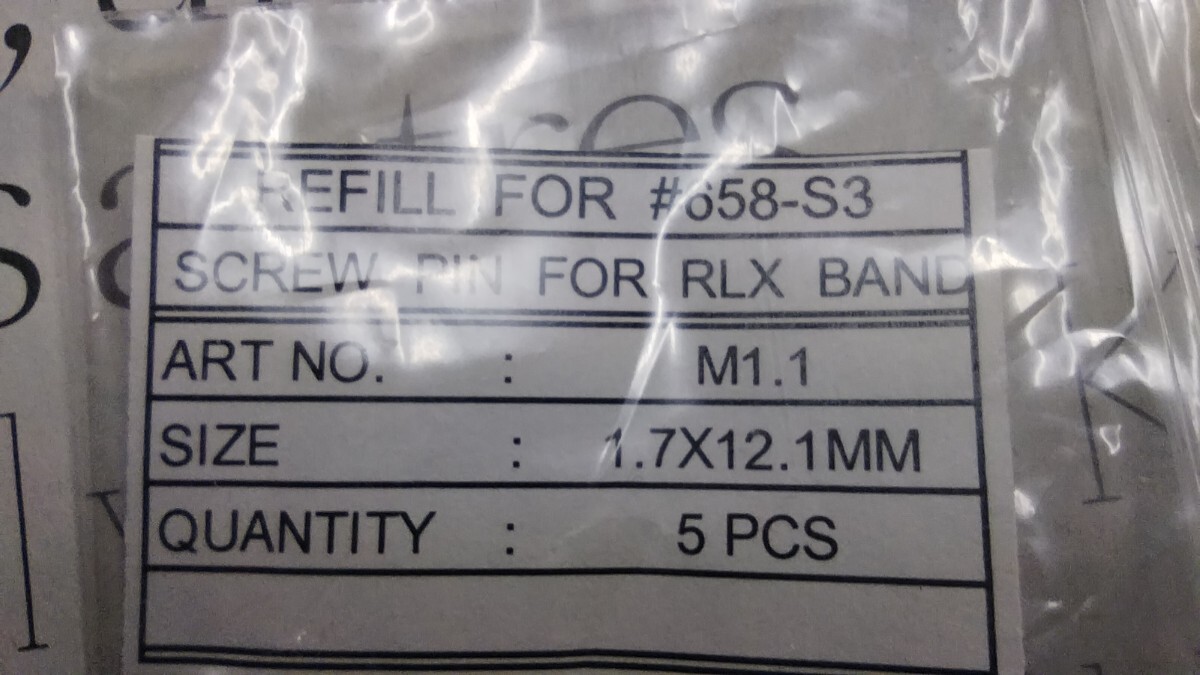 REFILL FOR #658-S3
SCREW PIN FOR RLX BAND
ART NO. : M1.1
SIZE : 1.7X12.1MM
QUANTITY : 5 PCS